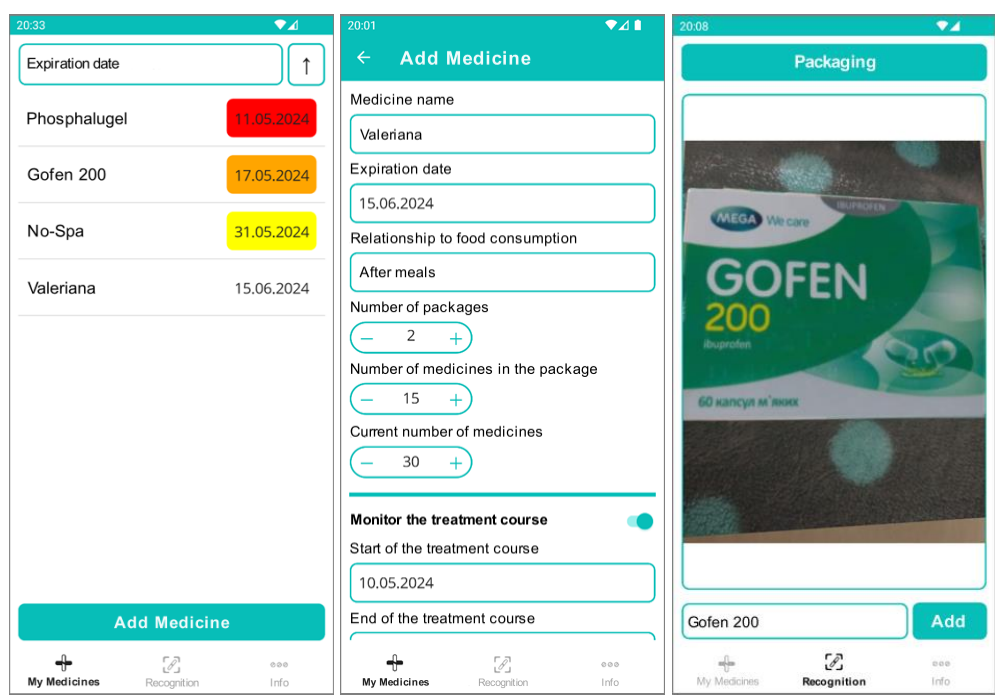 20:33
Expiration date
↑
Phosphalugel 11.05.2024
Gofen 200 17.05.2024
No-Spa 31.05.2024
Valeriana 15.06.2024
Add Medicine
My Medicines Recognition Info
20:01
← Add Medicine
Medicine name
Valeriana
Expiration date
15.06.2024
Relationship to food consumption
After meals
Number of packages
− 2 +
Number of medicines in the package
− 15 +
Current number of medicines
− 30 +
Monitor the treatment course
Start of the treatment course
10.05.2024
End of the treatment course
My Medicines Recognition Info
20:08
Packaging
IBUPROFEN
MEGA We care
GOFEN
200
ibuprofen
60 капсул м'яких
Gofen 200 Add
My Medicines Recognition Info